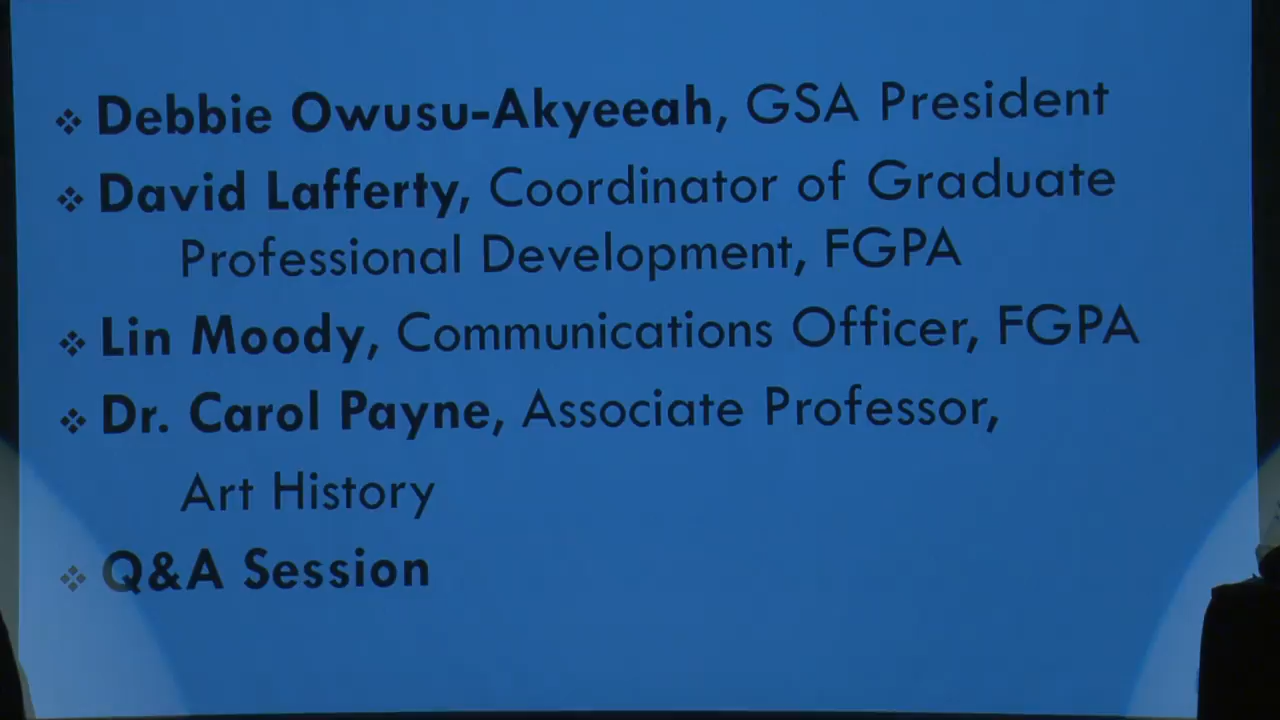 ❖ Debbie Owusu-Akyeeah, GSA President
❖ David Lafferty, Coordinator of Graduate
Professional Development, FGPA
❖ Lin Moody, Communications Officer, FGPA
❖ Dr. Carol Payne, Associate Professor,
Art History
❖ Q&A Session